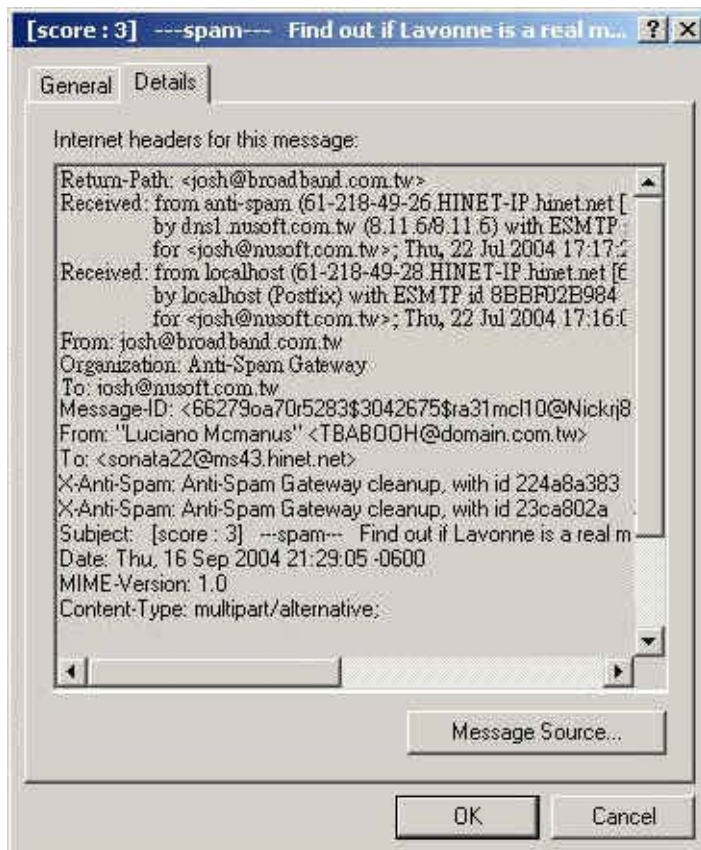 [score : 3] ---spam--- Find out if Lavonne is a real m...
General Details
Internet headers for this message:
Return-Path: <josh@broadband.com.tw>
Received: from anti-spam (61-218-49-26.HINET-IP.hinet.net [
by dns1.nusoft.com.tw (8.11.6/8.11.6) with ESMTP
for <josh@nusoft.com.tw>; Thu, 22 Jul 2004 17:17:2
Received: from localhost (61-218-49-28.HINET-IP.hinet.net [6
by localhost (Postfix) with ESMTP id 8BBF02B984
for <josh@nusoft.com.tw>; Thu, 22 Jul 2004 17:16:0
From: josh@broadband.com.tw
Organization: Anti-Spam Gateway
To: josh@nusoft.com.tw
Message-ID: <66279oa70r5283$3042675$ra31mcl10@Nickrj8
From: "Luciano Mcmanus" <TBABOOH@domain.com.tw>
To: <sonata22@ms43.hinet.net>
X-Anti-Spam: Anti-Spam Gateway cleanup, with id 224a8a383
X-Anti-Spam: Anti-Spam Gateway cleanup, with id 23ca802a
Subject: [score : 3] ---spam--- Find out if Lavonne is a real m
Date: Thu, 16 Sep 2004 21:29:05 -0600
MIME-Version: 1.0
Content-Type: multipart/alternative;
Message Source...
OK Cancel